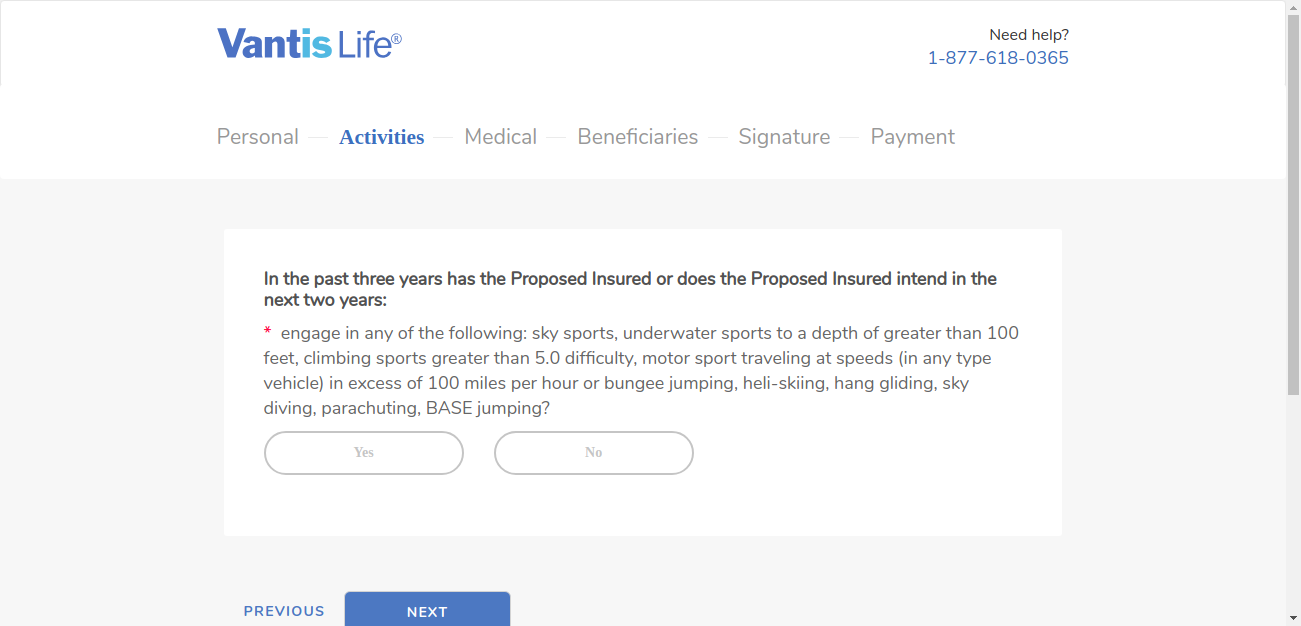 Vantis Life®
Need help?
1-877-618-0365
Personal Activities Medical Beneficiaries Signature Payment
In the past three years has the Proposed Insured or does the Proposed Insured intend in the
next two years:
* engage in any of the following: sky sports, underwater sports to a depth of greater than 100
feet, climbing sports greater than 5.0 difficulty, motor sport traveling at speeds (in any type
vehicle) in excess of 100 miles per hour or bungee jumping, heli-skiing, hang gliding, sky
diving, parachuting, BASE jumping?
Yes No
PREVIOUS NEXT